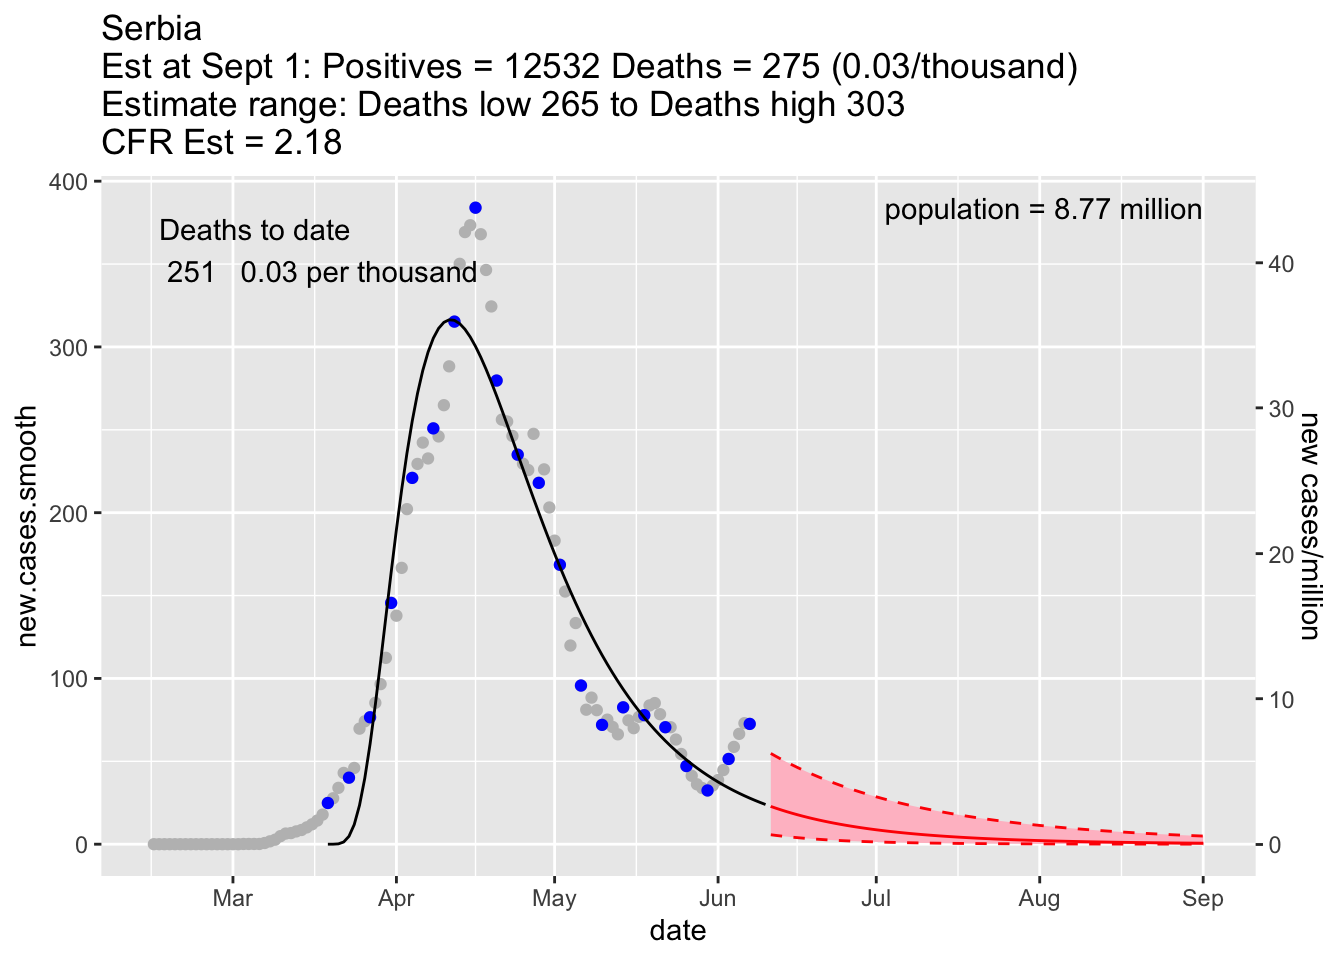 Serbia
Est at Sept 1: Positives = 12532 Deaths = 275 (0.03/thousand)
Estimate range: Deaths low 265 to Deaths high 303
CFR Est = 2.18
Deaths to date
251 0.03 per thousand
population = 8.77 million
400
300
200
100
0
new.cases.smooth
40
30
20
10
0
new cases/million
Mar Apr May Jun Jul Aug Sep
date